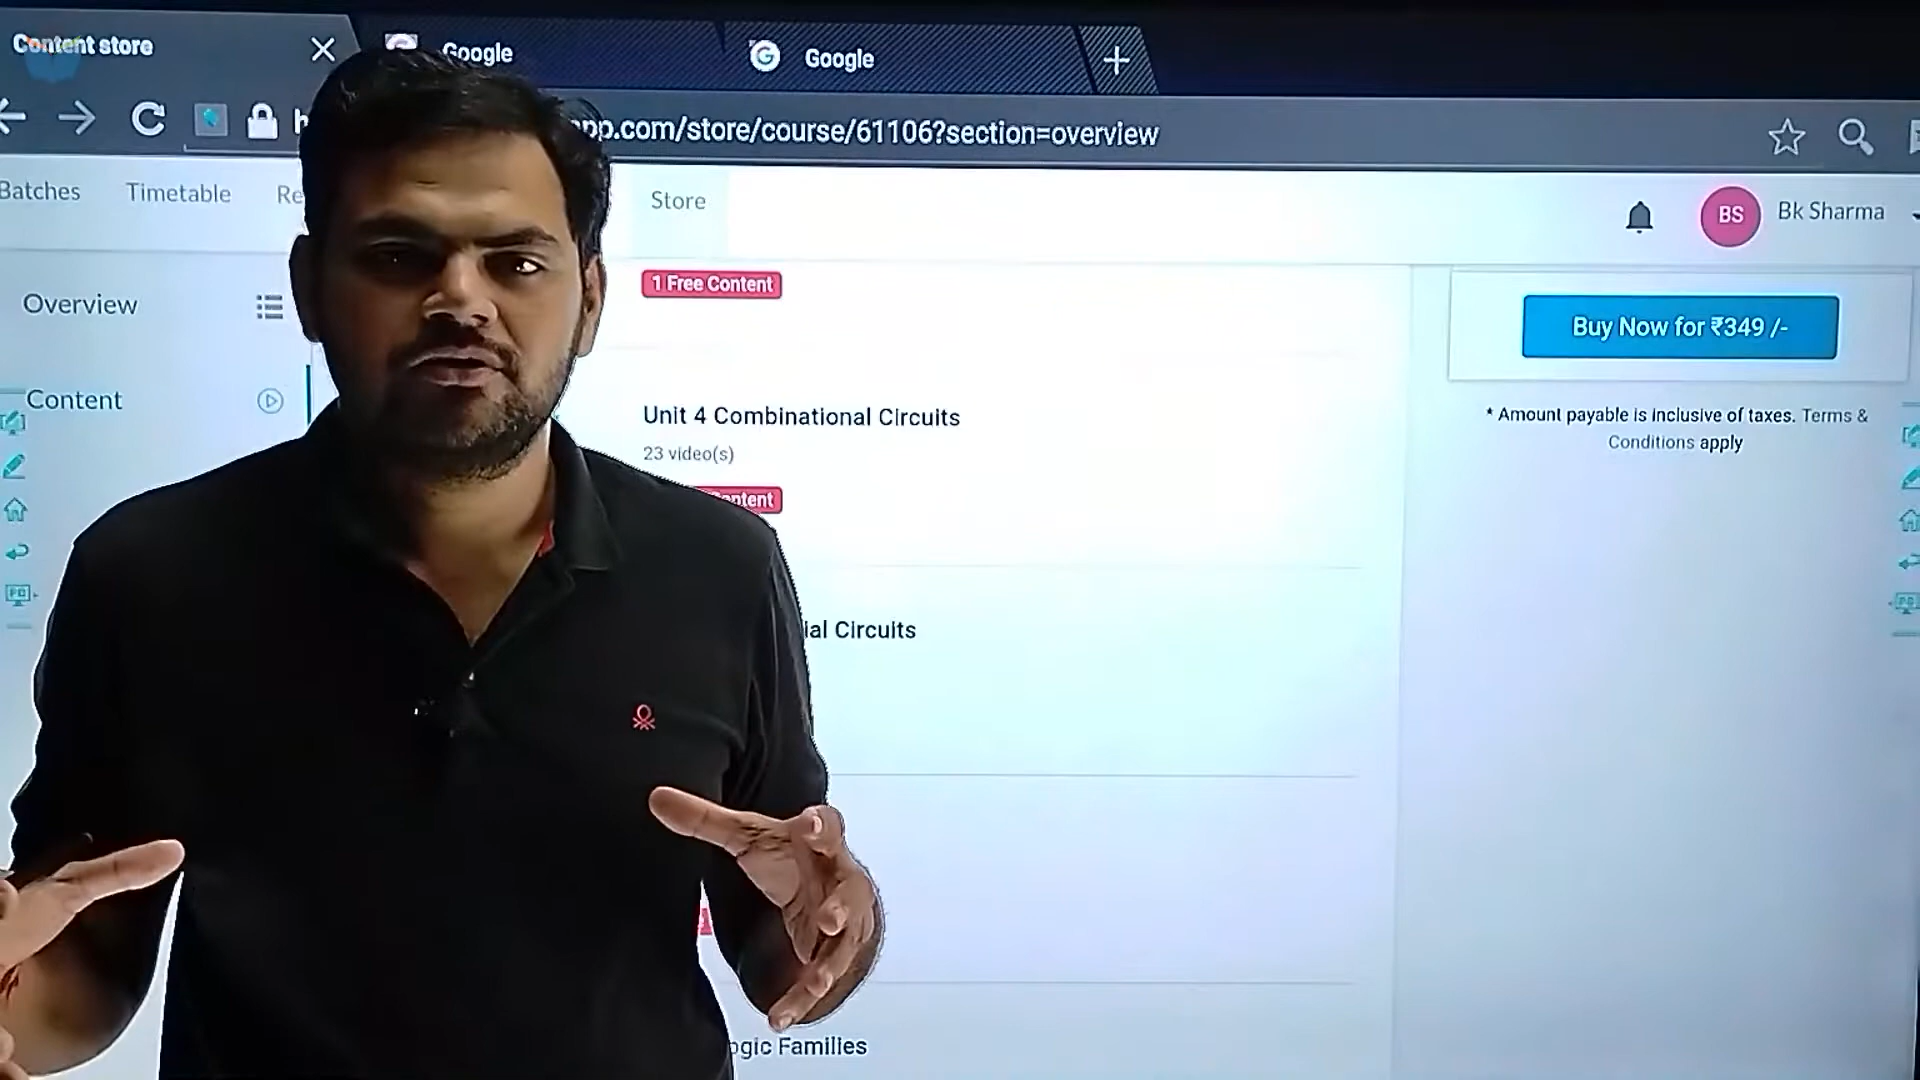 Content store
Google
Google
app.com/store/course/61106?section=overview
Batches
Timetable
Store
BS
Bk Sharma
Overview
1 Free Content
Buy Now for ₹349 /-
Content
Unit 4 Combinational Circuits
* Amount payable is inclusive of taxes. Terms &
Conditions apply
23 video(s)
ontent
ial Circuits
ogic Families